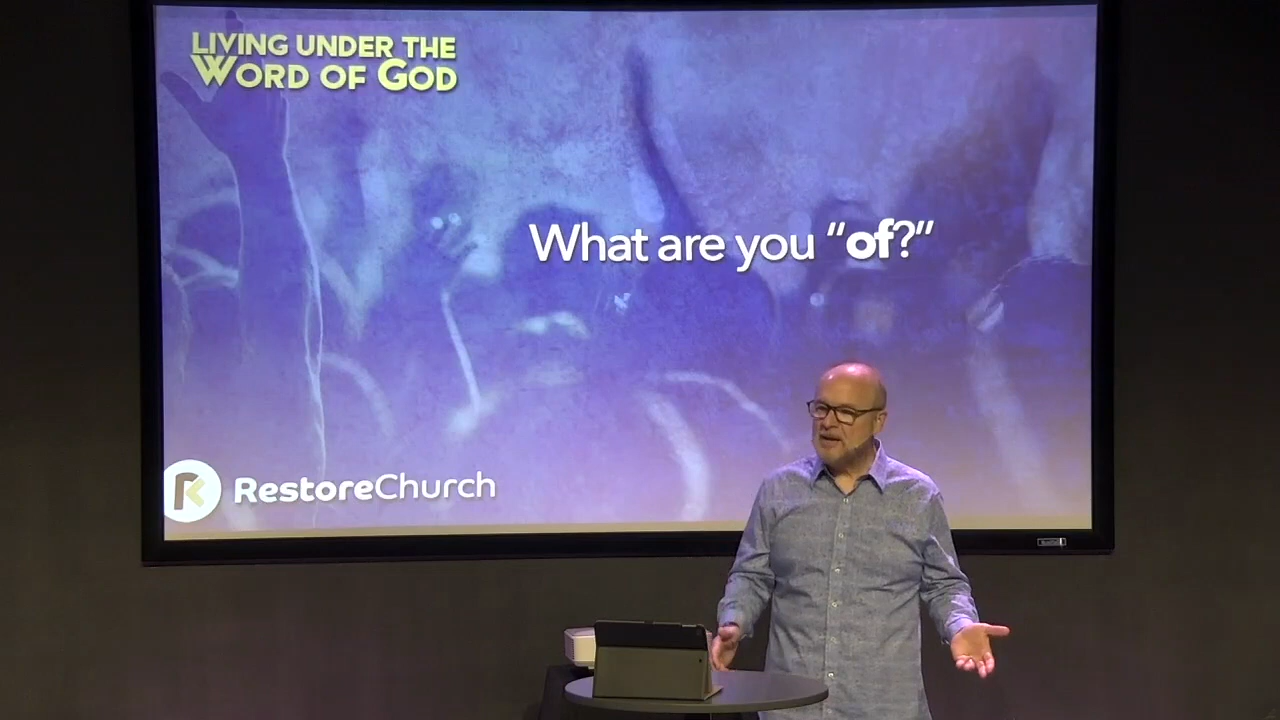 LIVING UNDER THE
WORD OF GOD
What are you “of?”
RestoreChurch